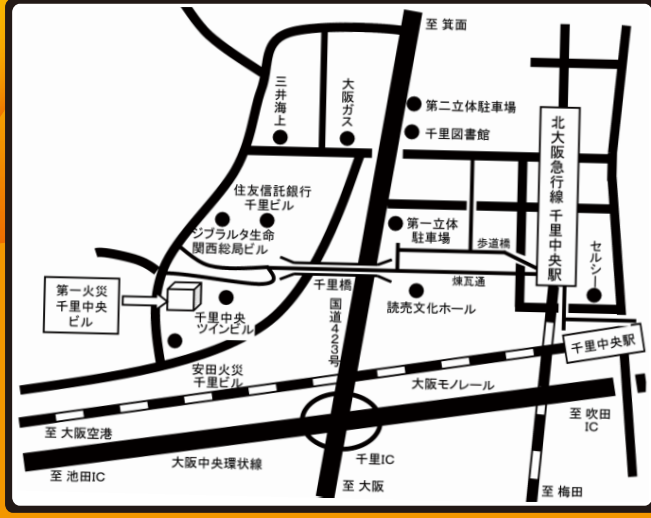 至 箕面
三井海上
大阪ガス
第二立体駐車場
千里図書館
北大阪急行線 千里中央駅
住友信託銀行
千里ビル
ジブラルタ生命
関西総局ビル
第一立体
駐車場
歩道橋
セルシー
煉瓦通
千里橋
読売文化ホール
第一火災
千里中央
ビル
千里中央
ツインビル
国道423号
安田火災
千里ビル
千里中央駅
大阪モノレール
至 大阪空港
至 吹田
IC
大阪中央環状線
千里IC
至 池田IC
至 大阪
至 梅田